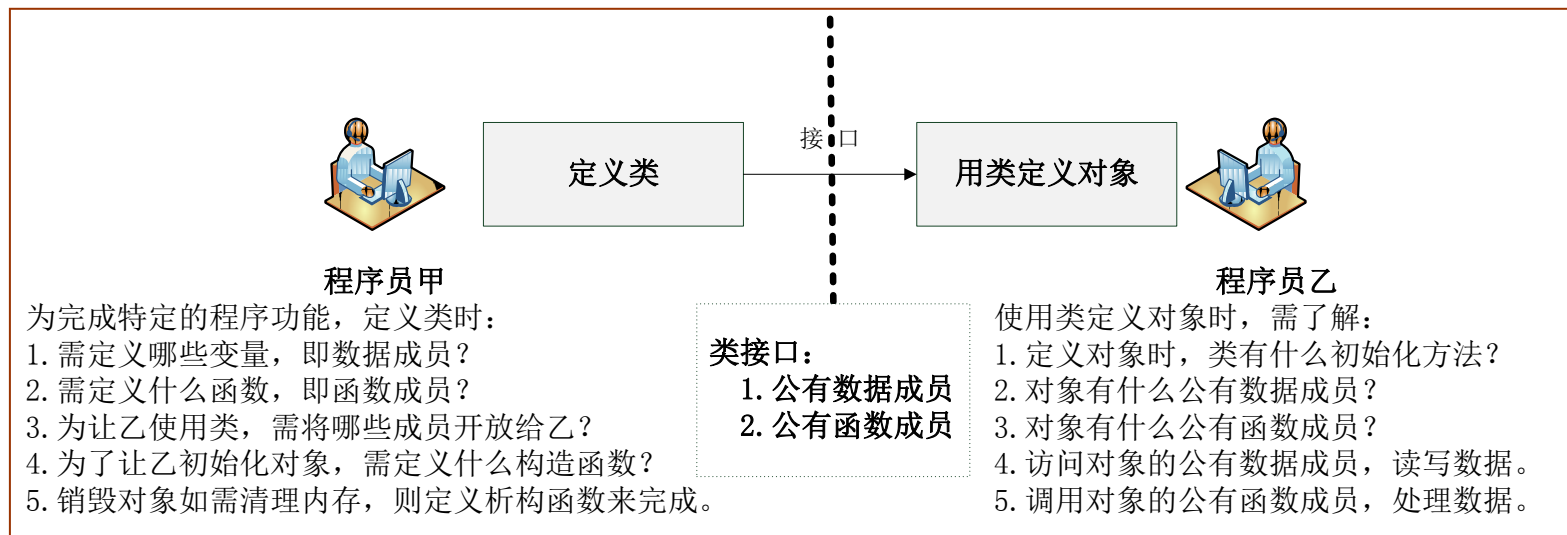 定义类
接口
用类定义对象
程序员甲
为完成特定的程序功能，定义类时：
1.需定义哪些变量，即数据成员？
2.需定义什么函数，即函数成员？
3.为让乙使用类，需将哪些成员开放给乙？
4.为了让乙初始化对象，需定义什么构造函数？
5.销毁对象如需清理内存，则定义析构函数来完成。
类接口：
1.公有数据成员
2.公有函数成员
程序员乙
使用类定义对象时，需了解：
1.定义对象时，类有什么初始化方法？
2.对象有什么公有数据成员？
3.对象有什么公有函数成员？
4.访问对象的公有数据成员，读写数据。
5.调用对象的公有函数成员，处理数据。